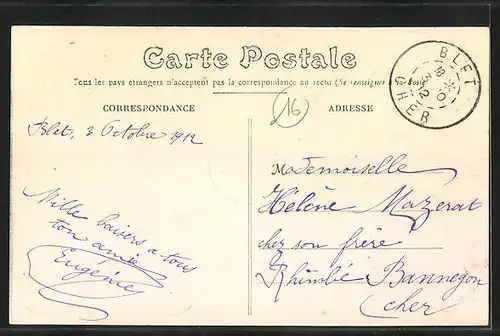 Carte Postale
Tous les pays étrangers n'acceptent pas la correspondance au recto (Se renseigner à la Poste)
CORRESPONDANCE
ADRESSE
16
BLET
CHER
Blet, 3 Octobre 1912
Mille baisers a tous
ton amie
Eugénie
Mademoiselle
Hélène Mazerat
chez son frère
Bannegon
Cher